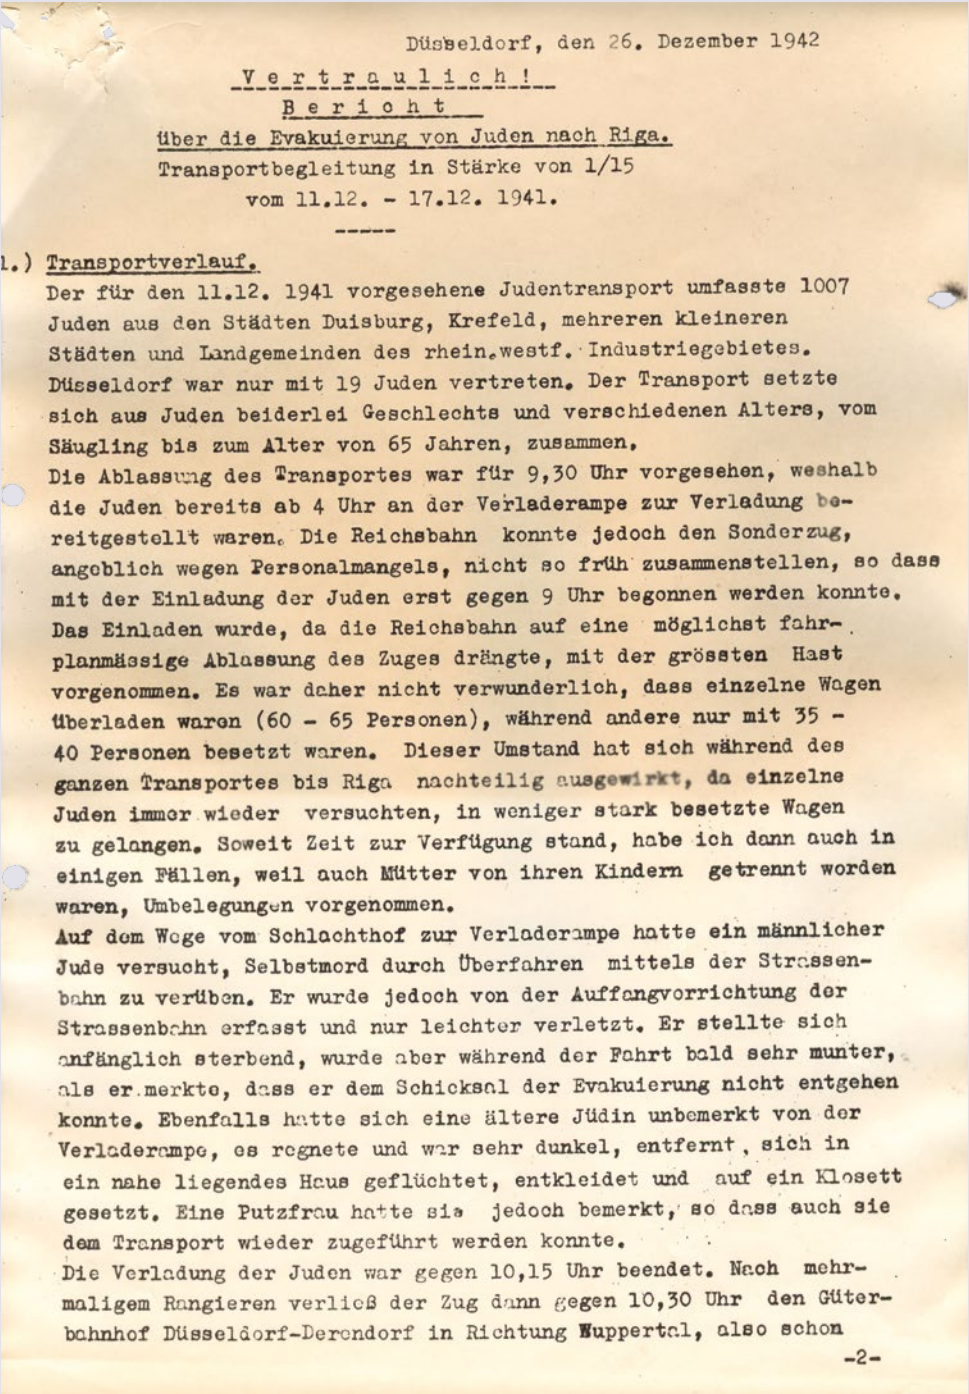 Düsseldorf, den 26. Dezember 1942
Vertraulich!
Bericht
über die Evakuierung von Juden nach Riga.
Transportbegleitung in Stärke von 1/15
vom 11.12. - 17.12. 1941.
-----
1.) Transportverlauf.
Der für den 11.12. 1941 vorgesehene Judentransport umfasste 1007
Juden aus den Städten Duisburg, Krefeld, mehreren kleineren
Städten und Landgemeinden des rhein.westf. Industriegebietes.
Düsseldorf war nur mit 19 Juden vertreten. Der Transport setzte
sich aus Juden beiderlei Geschlechts und verschiedenen Alters, vom
Säugling bis zum Alter von 65 Jahren, zusammen.
Die Ablassung des Transportes war für 9,30 Uhr vorgesehen, weshalb
die Juden bereits ab 4 Uhr an der Verladerampe zur Verladung be-
reitgestellt waren. Die Reichsbahn konnte jedoch den Sonderzug,
angeblich wegen Personalmangels, nicht so früh zusammenstellen, so dass
mit der Einladung der Juden erst gegen 9 Uhr begonnen werden konnte.
Das Einladen wurde, da die Reichsbahn auf eine möglichst fahr-
planmässige Ablassung des Zuges drängte, mit der grössten Hast
vorgenommen. Es war daher nicht verwunderlich, dass einzelne Wagen
überladen waren (60 - 65 Personen), während andere nur mit 35 -
40 Personen besetzt waren. Dieser Umstand hat sich während des
ganzen Transportes bis Riga nachteilig ausgewirkt, da einzelne
Juden immer wieder versuchten, in weniger stark besetzte Wagen
zu gelangen. Soweit Zeit zur Verfügung stand, habe ich dann auch in
einigen Fällen, weil auch Mütter von ihren Kindern getrennt worden
waren, Umbelegungen vorgenommen.
Auf dem Wege vom Schlachthof zur Verladerampe hatte ein männlicher
Jude versucht, Selbstmord durch Überfahren mittels der Strassen-
bahn zu verüben. Er wurde jedoch von der Auffangvorrichtung der
Strassenbahn erfasst und nur leichter verletzt. Er stellte sich
anfänglich sterbend, wurde aber während der Fahrt bald sehr munter,
als er merkte, dass er dem Schicksal der Evakuierung nicht entgehen
konnte. Ebenfalls hatte sich eine ältere Jüdin unbemerkt von der
Verladerampe, es regnete und war sehr dunkel, entfernt, sich in
ein nahe liegendes Haus geflüchtet, entkleidet und auf ein Klosett
gesetzt. Eine Putzfrau hatte sie jedoch bemerkt, so dass auch sie
dem Transport wieder zugeführt werden konnte.
Die Verladung der Juden war gegen 10,15 Uhr beendet. Nach mehr-
maligem Rangieren verließ der Zug dann gegen 10,30 Uhr den Güter-
bahnhof Düsseldorf-Derendorf in Richtung Wuppertal, also schon
-2-